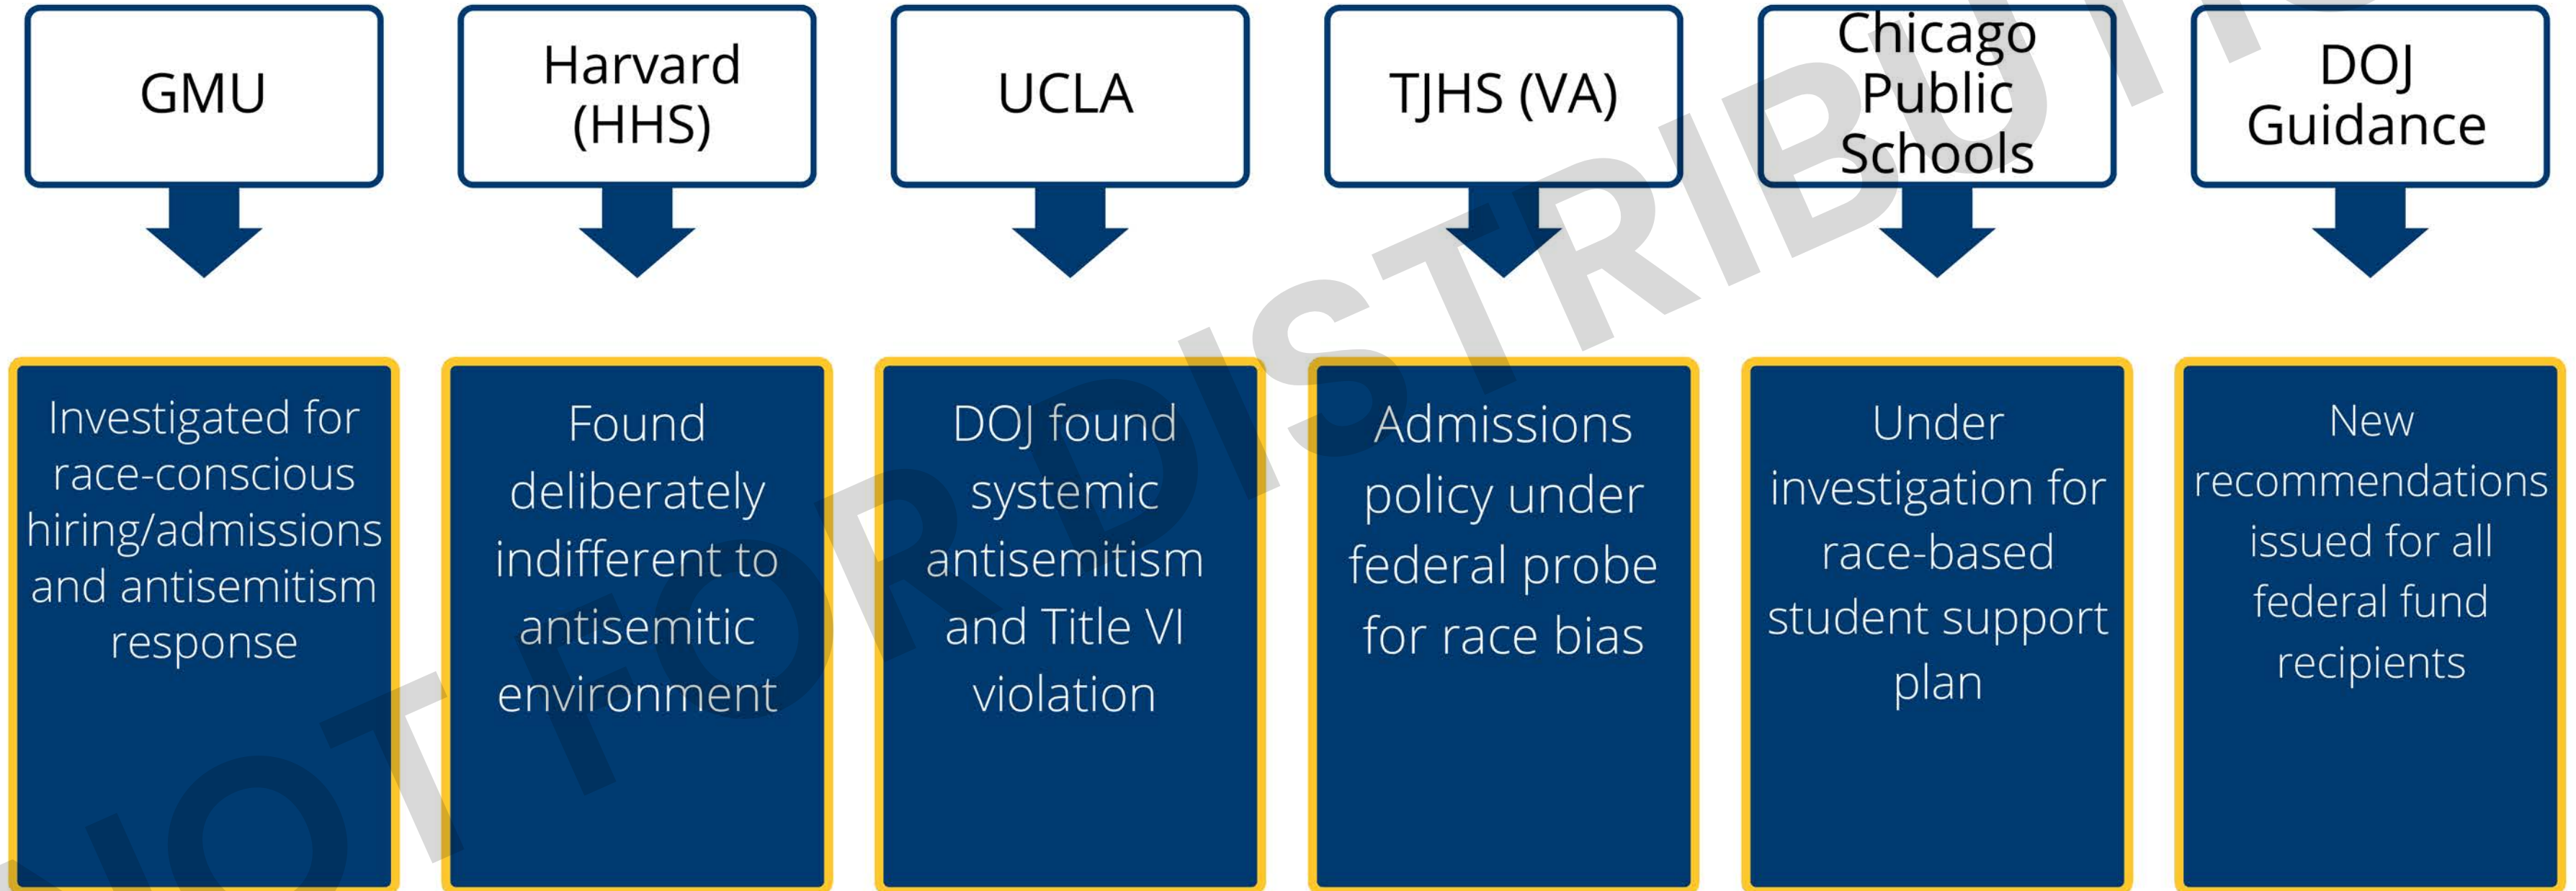 GMU
Harvard
(HHS)
UCLA
TJHS (VA)
Chicago
Public
Schools
DOJ
Guidance
Investigated for
race-conscious
hiring/admissions
and antisemitism
response
Found
deliberately
indifferent to
antisemitic
environment
DOJ found
systemic
antisemitism
and Title VI
violation
Admissions
policy under
federal probe
for race bias
Under
investigation for
race-based
student support
plan
New
recommendations
issued for all
federal fund
recipients
NOT FOR DISTRIBUTIO